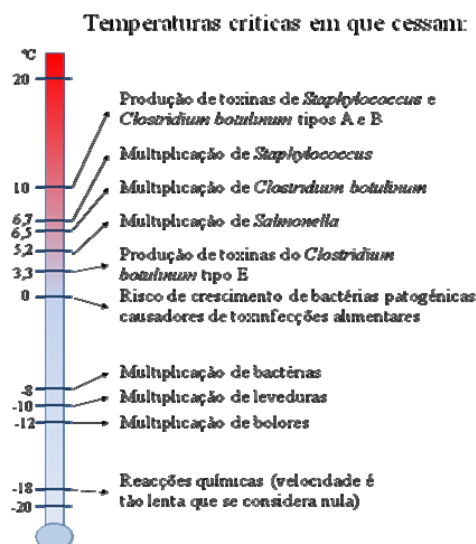 Temperaturas criticas em que cessam:
ºC
20
Produção de toxinas de Staphylococcus e
Clostridium botulinum tipos A e B
10
Multiplicação de Staphylococcus
6,7
Multiplicação de Clostridium botulinum
6,5
Multiplicação de Salmonella
5,2
Produção de toxinas do Clostridium
botulinum tipo E
3,3
Risco de crescimento de bactérias patogénicas
causadores de toxinfecções alimentares
0
Multiplicação de bactérias
-8
Multiplicação de leveduras
-10
Multiplicação de bolores
-12
Reacções químicas (velocidade é
tão lenta que se considera nula)
-18
-20